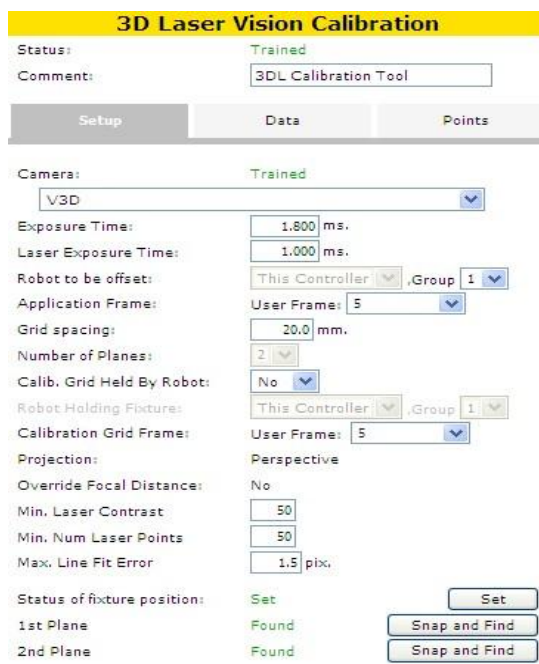 3D Laser Vision Calibration
Status: Trained
Comment: 3DL Calibration Tool
Setup Data Points
Camera: Trained
V3D
Exposure Time: 1.800 ms.
Laser Exposure Time: 1.000 ms.
Robot to be offset: This Controller ,Group 1
Application Frame: User Frame: 5
Grid spacing: 20.0 mm.
Number of Planes: 2
Calib. Grid Held By Robot: No
Robot Holding Fixture: This Controller ,Group 1
Calibration Grid Frame: User Frame: 5
Projection: Perspective
Override Focal Distance: No
Min. Laser Contrast 50
Min. Num Laser Points 50
Max. Line Fit Error 1.5 pix.
Status of fixture position: Set Set
1st Plane Found Snap and Find
2nd Plane Found Snap and Find